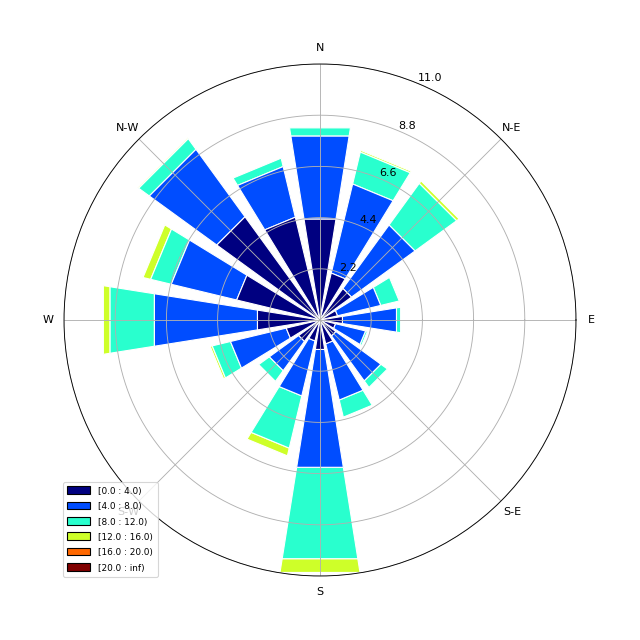 N
11.0
N-W
8.8
N-E
6.6
4.4
2.2
W
E
[0.0 : 4.0)
[4.0 : 8.0)
S-W
S-E
[8.0 : 12.0)
[12.0 : 16.0)
[16.0 : 20.0)
[20.0 : inf)
S